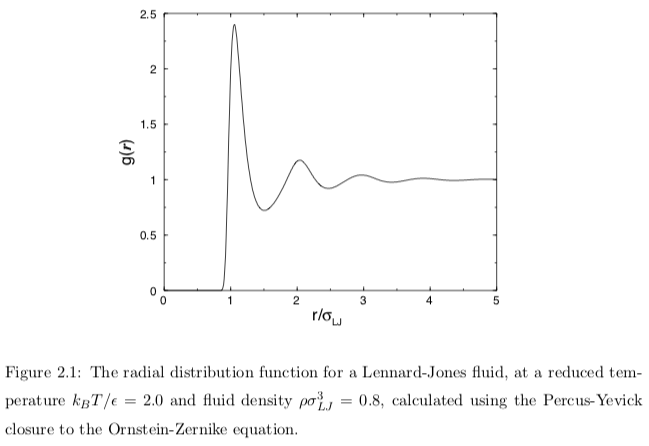 2.5
2
1.5
1
0.5
0
g(r)
0 1 2 3 4 5
r/σLJ
Figure 2.1: The radial distribution function for a Lennard-Jones fluid, at a reduced tem-
perature kBT/ϵ = 2.0 and fluid density ρσ³LJ = 0.8, calculated using the Percus-Yevick
closure to the Ornstein-Zernike equation.